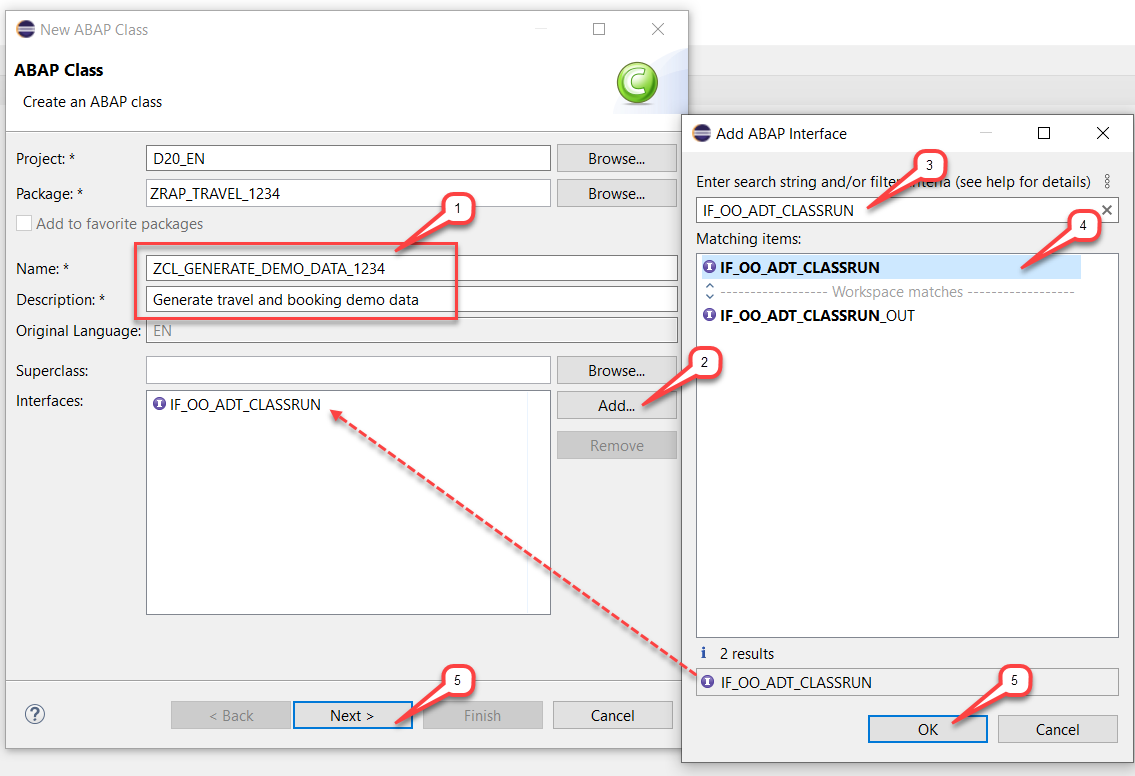 New ABAP Class
ABAP Class
Create an ABAP class
Project: *
D20_EN
Browse...
Package: *
ZRAP_TRAVEL_1234
Browse...
Add to favorite packages
1
Name: *
ZCL_GENERATE_DEMO_DATA_1234
Description: *
Generate travel and booking demo data
Original Language:
EN
Superclass:
Browse...
2
Interfaces:
IF_OO_ADT_CLASSRUN
Add...
Remove
5
< Back
Next >
Finish
Cancel
Add ABAP Interface
3
Enter search string and/or filter criteria (see help for details)
IF_OO_ADT_CLASSRUN
4
Matching items:
IF_OO_ADT_CLASSRUN
Workspace matches
IF_OO_ADT_CLASSRUN_OUT
2 results
IF_OO_ADT_CLASSRUN
5
OK
Cancel